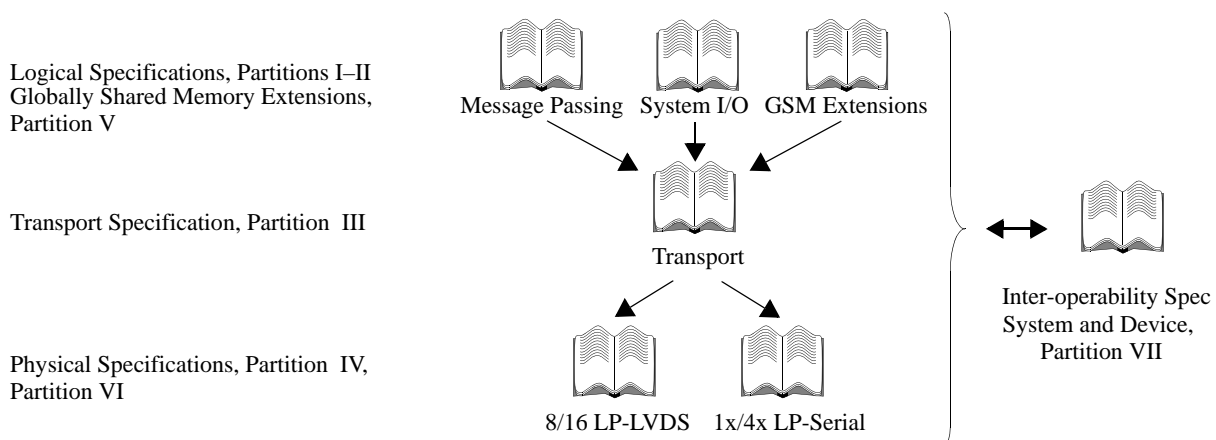 Logical Specifications, Partitions I–II
Globally Shared Memory Extensions,
Partition V
Message Passing
System I/O
GSM Extensions
Transport Specification, Partition III
Transport
Inter-operability Spec
System and Device,
Partition VII
Physical Specifications, Partition IV,
Partition VI
8/16 LP-LVDS
1x/4x LP-Serial